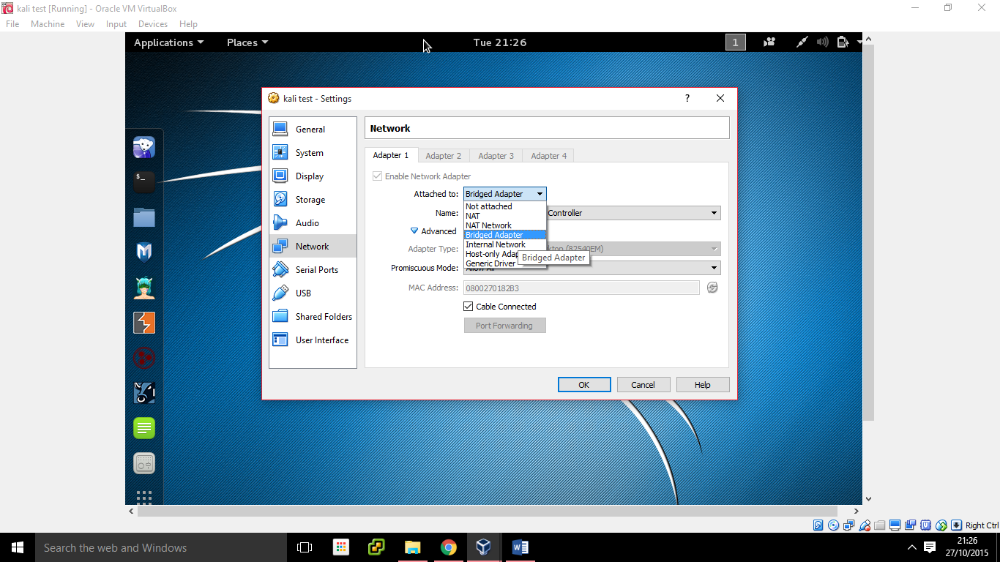 kali test [Running] - Oracle VM VirtualBox
File Machine View Input Devices Help
Applications Places Tue 21:26 1
kali test - Settings ?
General
System
Display
Storage
Audio
Network
Serial Ports
USB
Shared Folders
User Interface
Network
Adapter 1 Adapter 2 Adapter 3 Adapter 4
Enable Network Adapter
Attached to: Bridged Adapter
Not attached
NAT
NAT Network
Bridged Adapter
Internal Network
Host-only Adap
Generic Driver
Bridged Adapter
Name: Controller
Advanced
Adapter Type: (82540EM)
Promiscuous Mode: Allow All
MAC Address: 0800270182B3
Cable Connected
Port Forwarding
OK Cancel Help
Right Ctrl
Search the web and Windows
21:26
27/10/2015